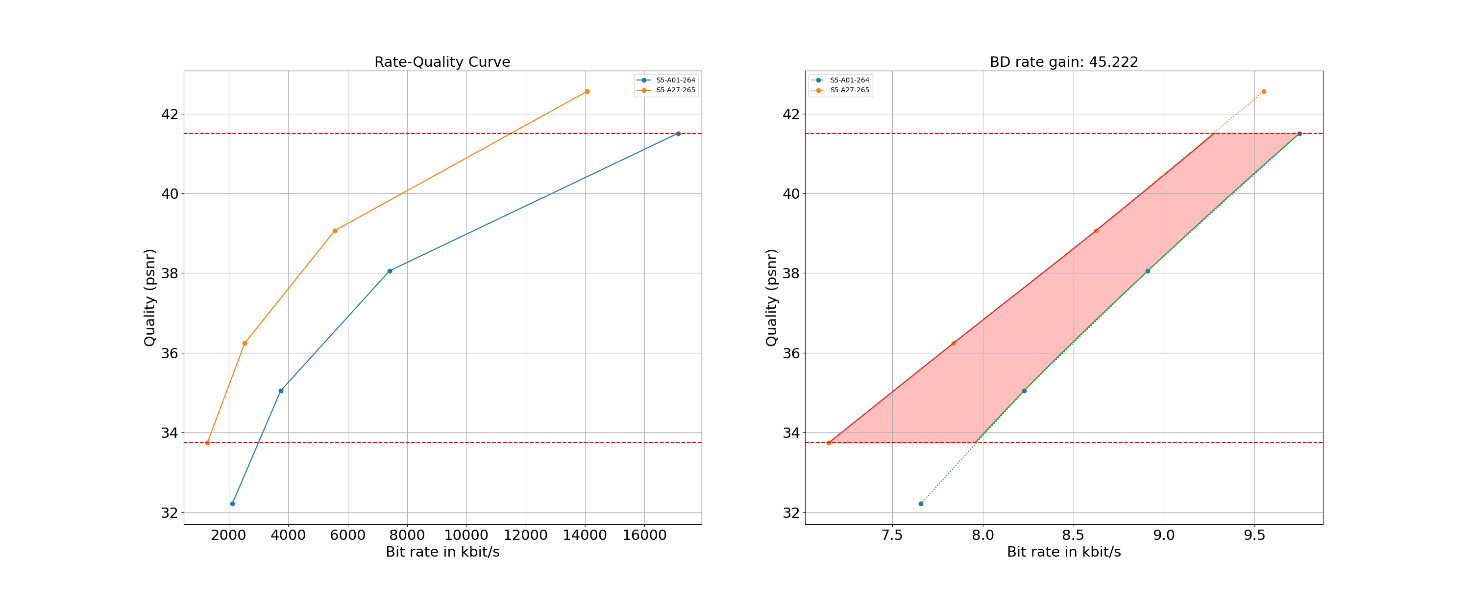 Rate-Quality Curve
S5-A01-264
S5-A27-265
Quality (psnr)
42
40
38
36
34
32
2000 4000 6000 8000 10000 12000 14000 16000
Bit rate in kbit/s
BD rate gain: 45.222
S5-A01-264
S5-A27-265
Quality (psnr)
42
40
38
36
34
32
7.5 8.0 8.5 9.0 9.5
Bit rate in kbit/s